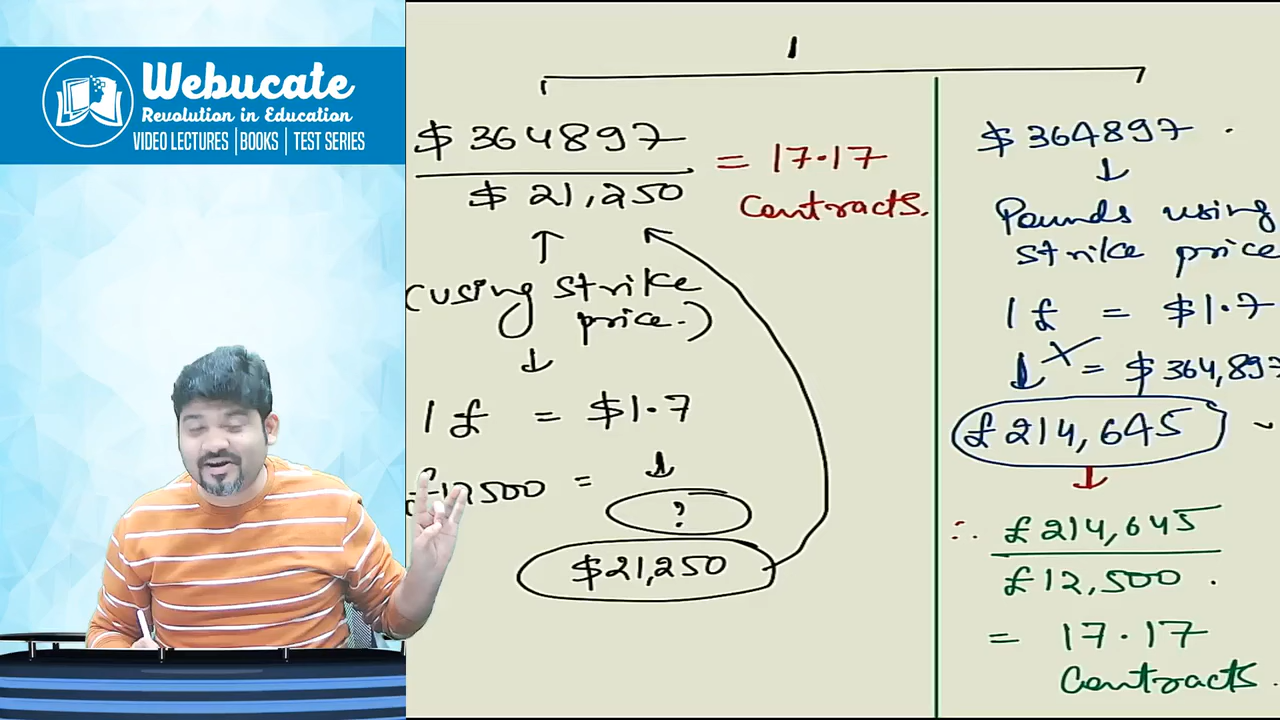 Webucate
Revolution in Education
VIDEO LECTURES | BOOKS | TEST SERIES
$364897
$ 21,250
= 17.17
Contracts.
(using strike
price.)
1 £ = $1.7
£12500 =
?
$21,250
$364897
Pounds using
strike price
1 £ = $1.7
= $364,897
£214,645
∴ £214,645
£12,500
= 17.17
Contracts.